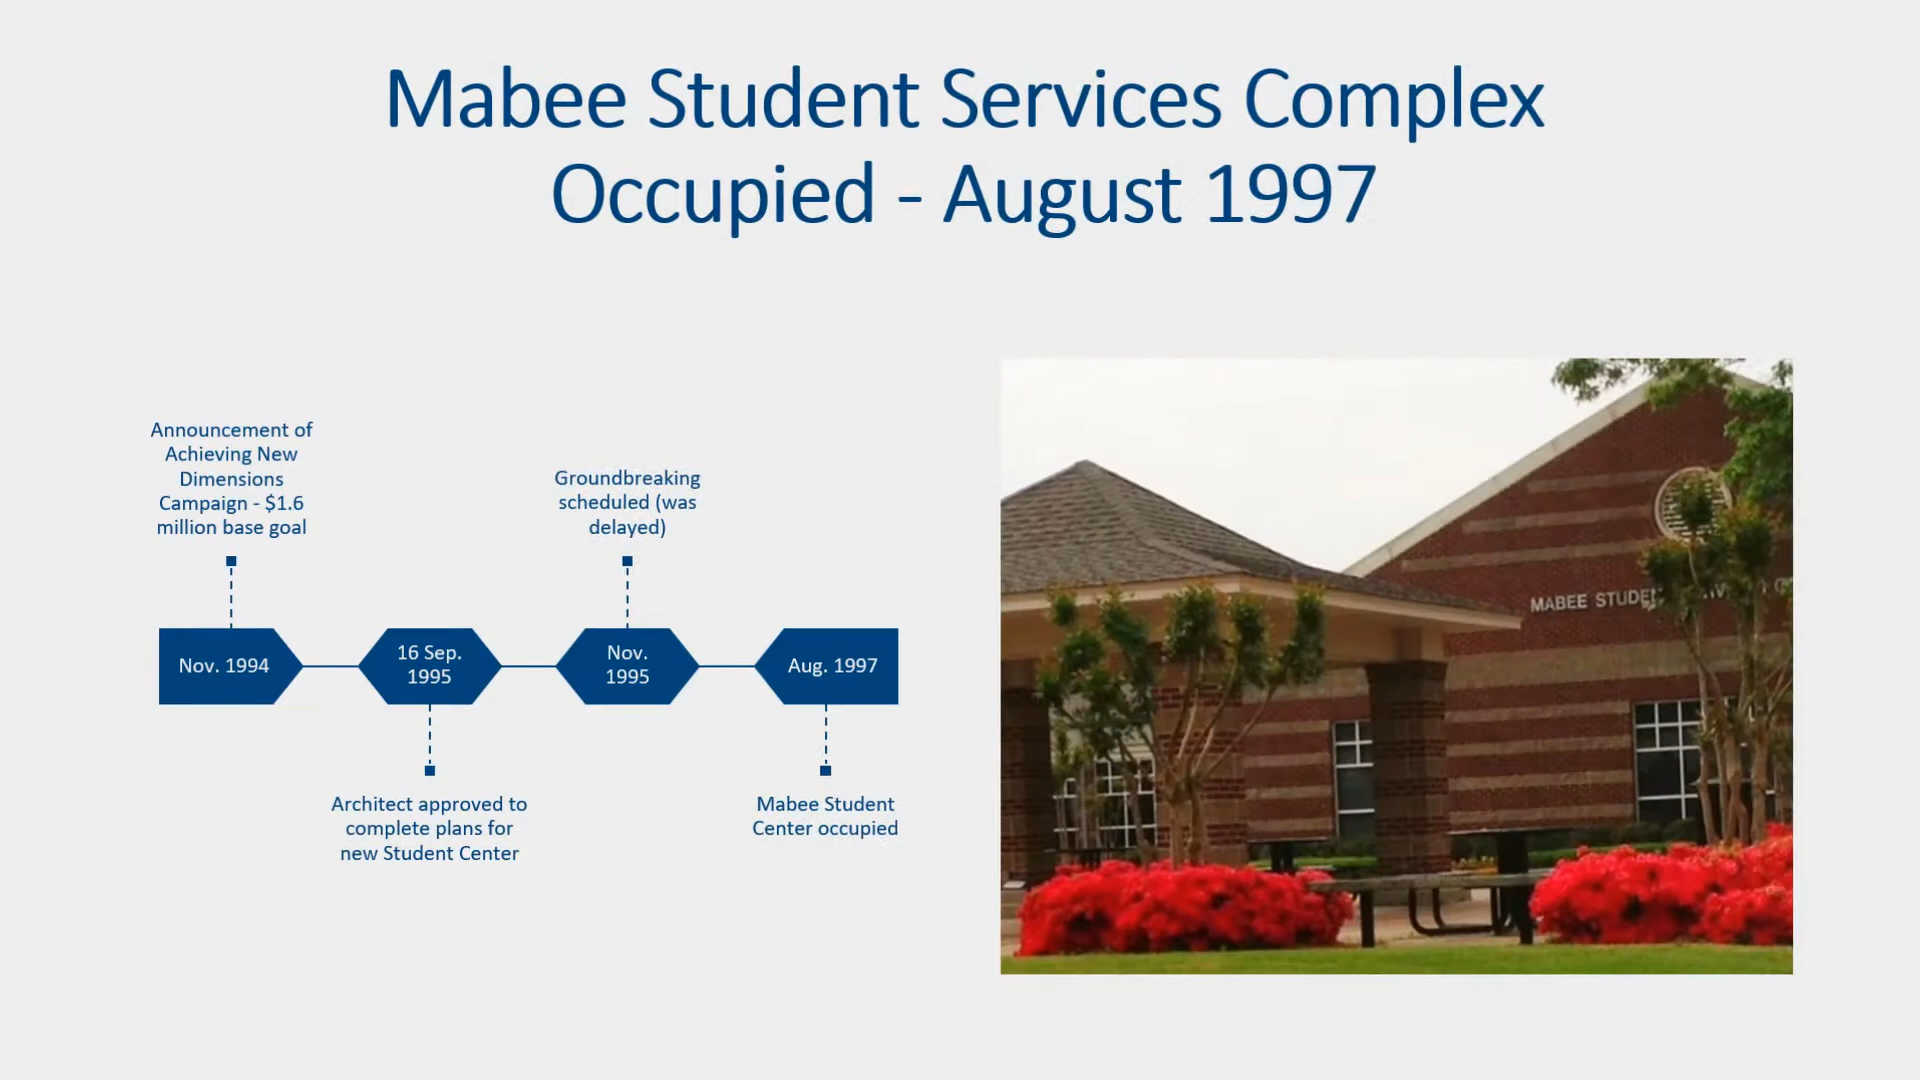 Mabee Student Services Complex
Occupied - August 1997
Announcement of
Achieving New
Dimensions
Campaign - $1.6
million base goal
Groundbreaking
scheduled (was
delayed)
Nov. 1994
16 Sep.
1995
Nov.
1995
Aug. 1997
Architect approved to
complete plans for
new Student Center
Mabee Student
Center occupied
MABEE